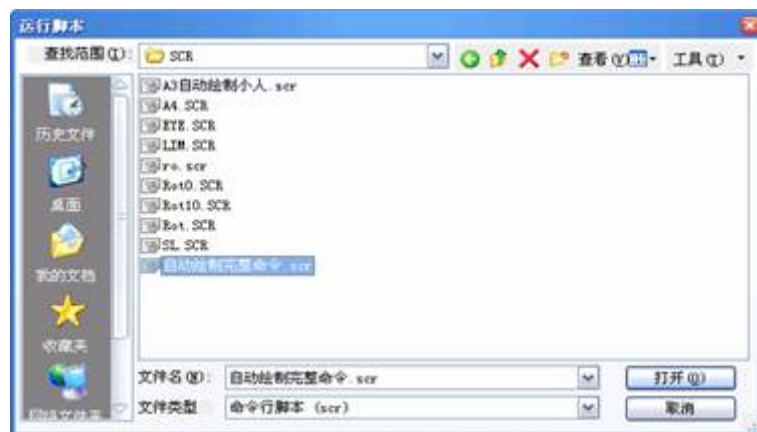 运行脚本
查找范围(I): SCR 查看(V) 工具(T)
历史文件
桌面
我的文档
收藏夹
A3自动绘制小人.scr
A4.SCR
EYE.SCR
LIM.SCR
ro.scr
Rot0.SCR
Rot10.SCR
Rot.SCR
SL.SCR
自动绘制完整命令.scr
文件名(N): 自动绘制完整命令.scr 打开(O)
文件类型 命令行脚本 (scr) 取消